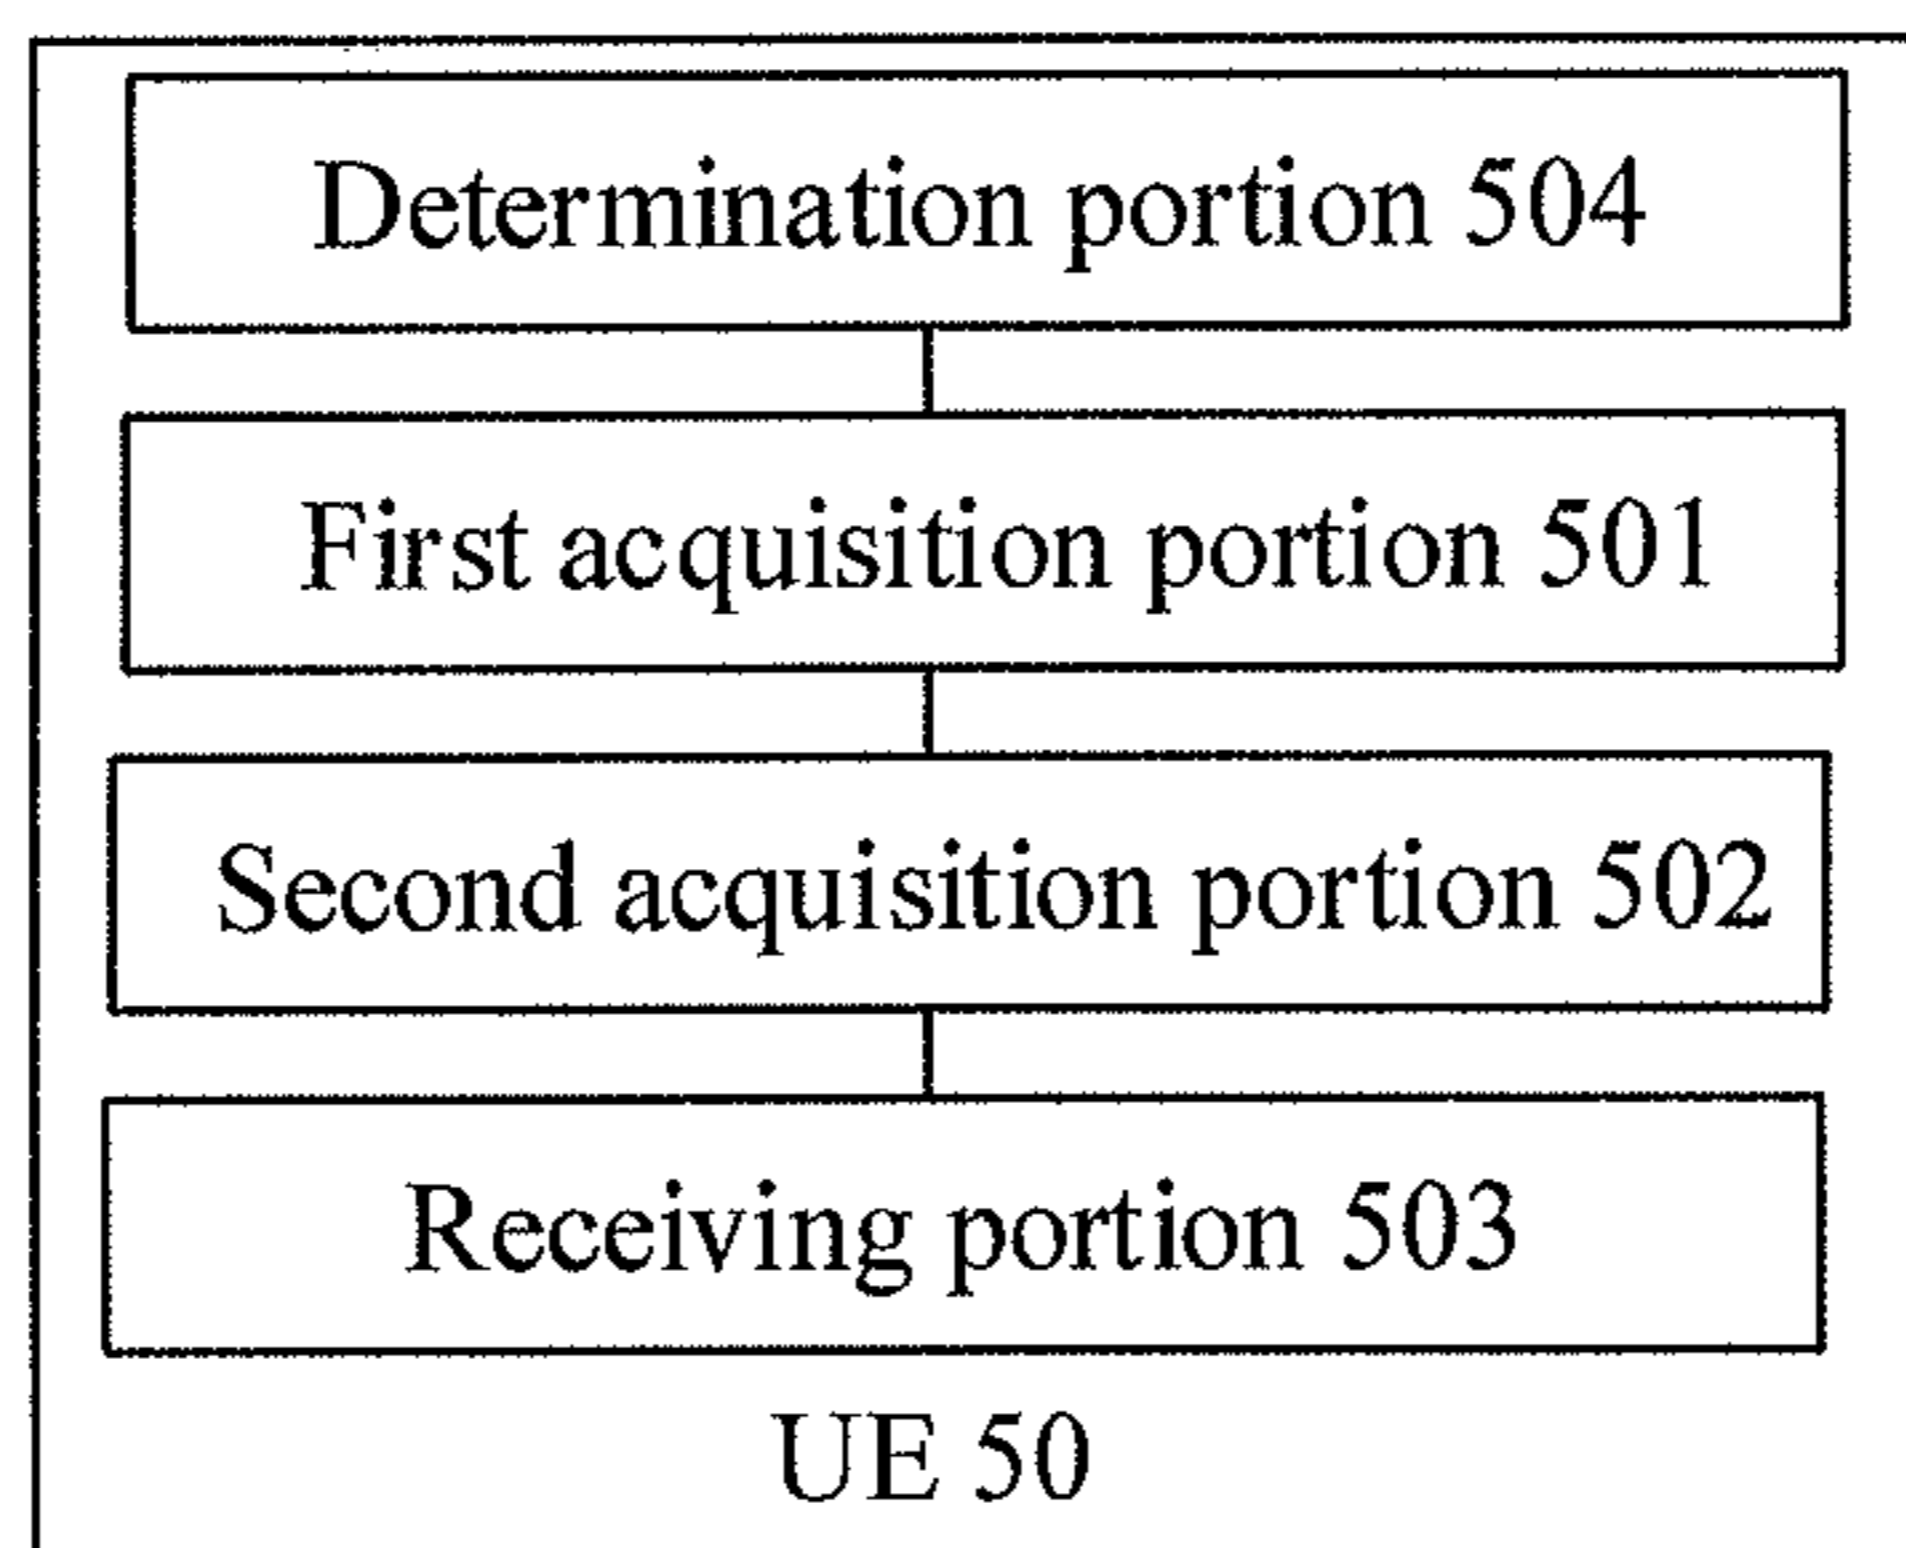 Determination portion 504
First acquisition portion 501
Second acquisition portion 502
Receiving portion 503
UE 50